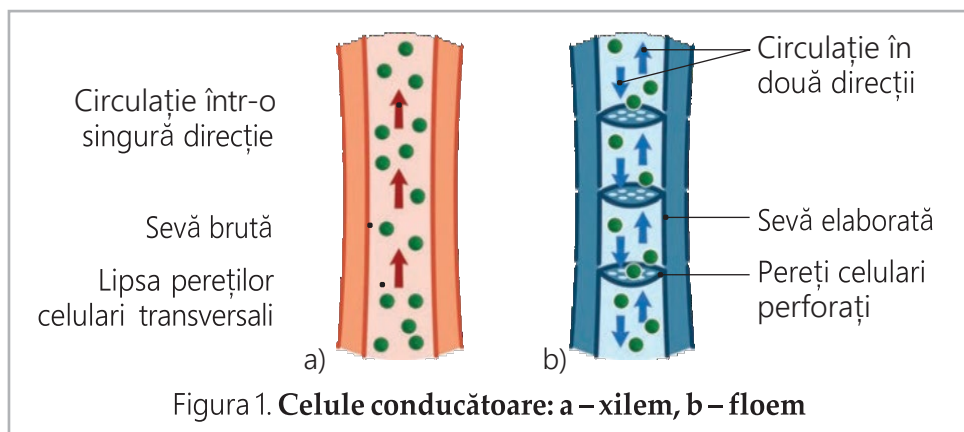 Circulație într-o
singură direcție
Sevă brută
Lipsa pereților
celulari transversali
a)
Circulație în
două direcții
Sevă elaborată
Pereți celulari
perforați
b)
Figura 1. Celule conducătoare: a – xilem, b – floem